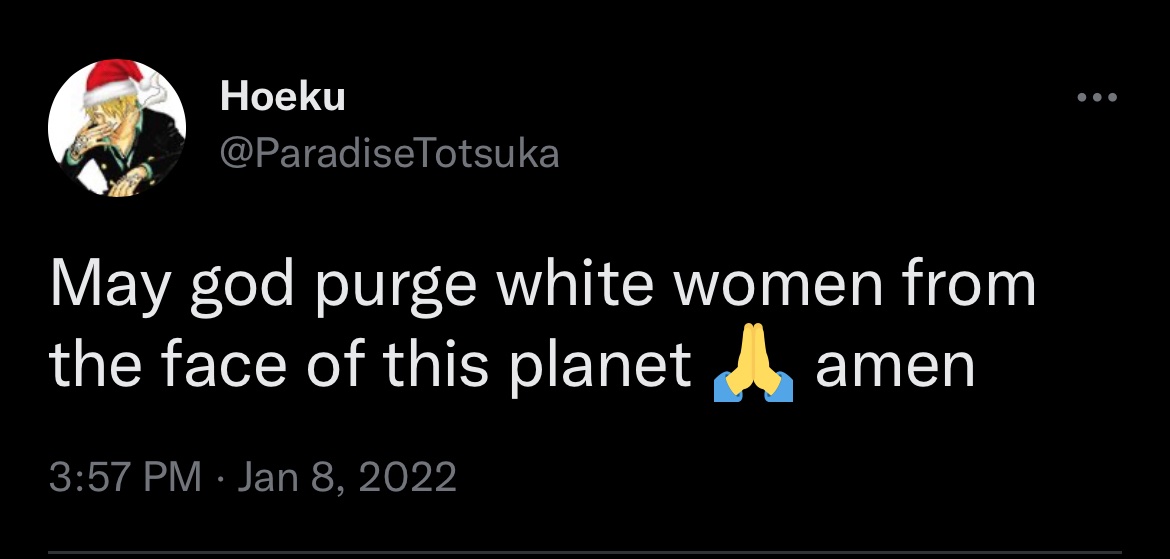 Hoeku
@ParadiseTotsuka
May god purge white women from
the face of this planet 🙏 amen
3:57 PM · Jan 8, 2022